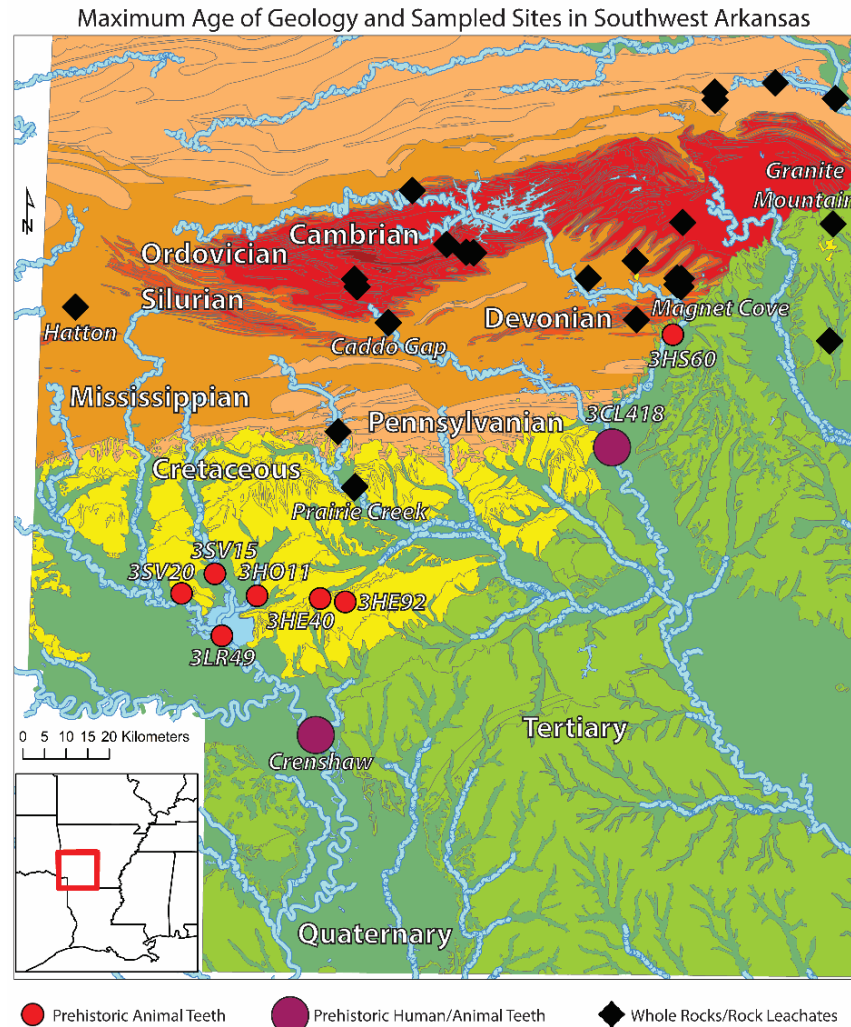 Maximum Age of Geology and Sampled Sites in Southwest Arkansas
Granite
Mountain
Cambrian
Ordovician
Silurian
Hatton
Magnet Cove
Devonian
Caddo Gap
3HS60
Mississippian
3CL418
Pennsylvanian
Cretaceous
Prairie Creek
3SV15
3SV20
3HO11
3HE92
3HE40
3LR49
N
Tertiary
0 5 10 15 20 Kilometers
Crenshaw
Quaternary
Prehistoric Animal Teeth
Prehistoric Human/Animal Teeth
Whole Rocks/Rock Leachates